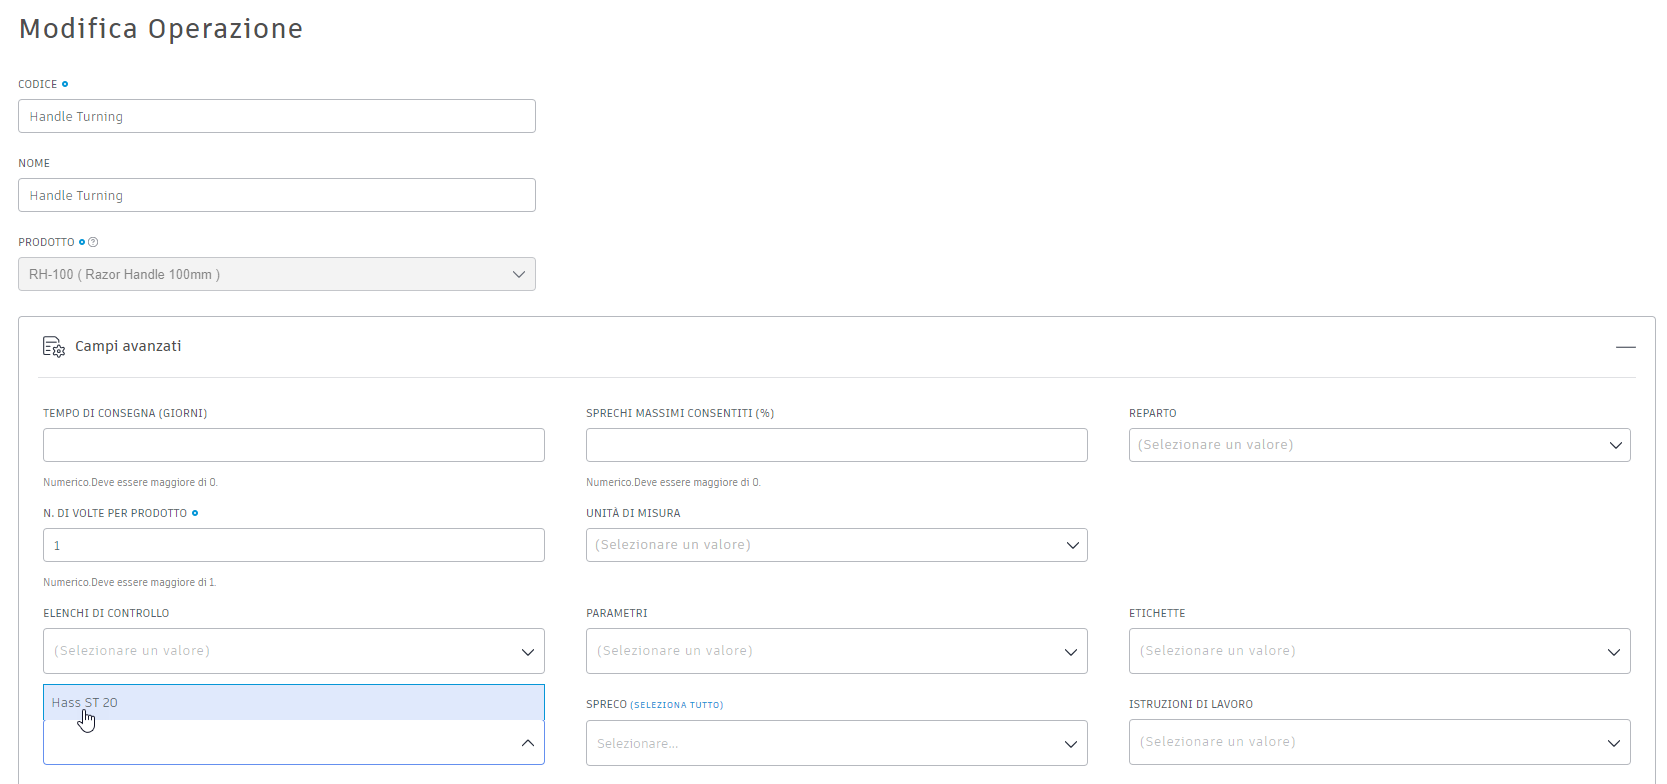 Modifica Operazione
CODICE
Handle Turning
NOME
Handle Turning
PRODOTTO
RH-100 ( Razor Handle 100mm )
Campi avanzati
TEMPO DI CONSEGNA (GIORNI)
Numerico.Deve essere maggiore di 0.
SPRECHI MASSIMI CONSENTITI (%)
Numerico.Deve essere maggiore di 0.
REPARTO
(Selezionare un valore)
N. DI VOLTE PER PRODOTTO
1
Numerico.Deve essere maggiore di 1.
UNITÀ DI MISURA
(Selezionare un valore)
ELENCHI DI CONTROLLO
(Selezionare un valore)
PARAMETRI
(Selezionare un valore)
ETICHETTE
(Selezionare un valore)
Hass ST 20
SPRECO (SELEZIONA TUTTO)
Selezionare...
ISTRUZIONI DI LAVORO
(Selezionare un valore)